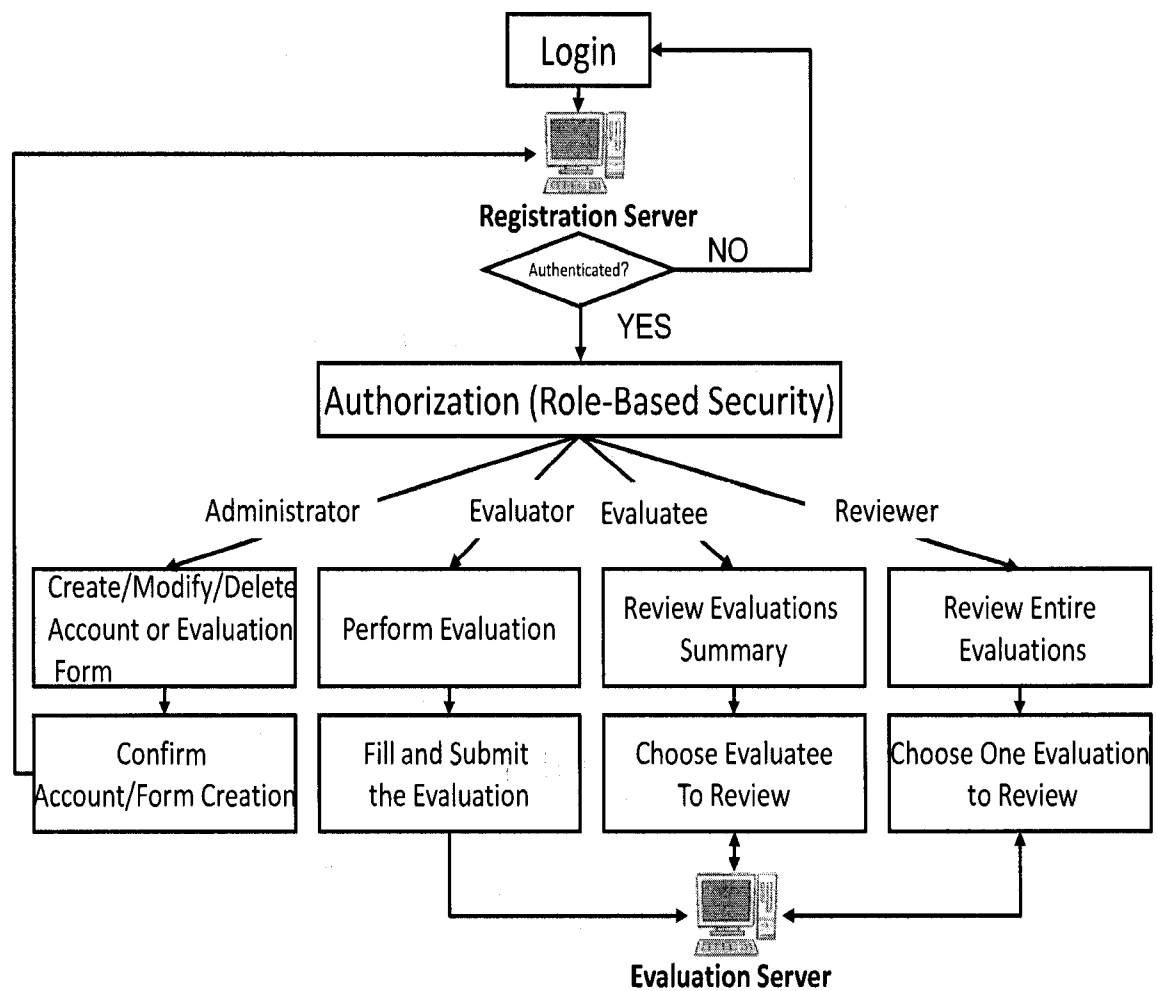 Login
Registration Server
Authenticated?
NO
YES
Authorization (Role-Based Security)
Administrator
Evaluator
Evaluatee
Reviewer
Create/Modify/Delete
Account or Evaluation
Form
Perform Evaluation
Review Evaluations
Summary
Review Entire
Evaluations
Confirm
Account/Form Creation
Fill and Submit
the Evaluation
Choose Evaluatee
To Review
Choose One Evaluation
to Review
Evaluation Server